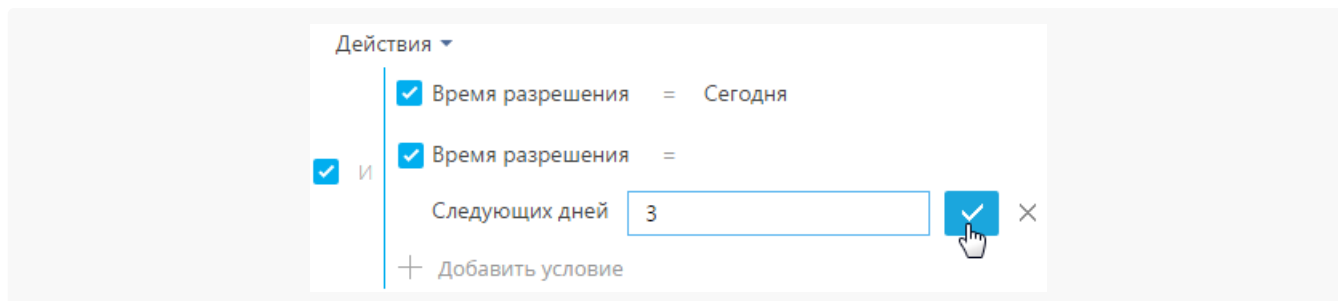 Действия
Время разрешения = Сегодня
Время разрешения =
И
Следующих дней 3
Добавить условие